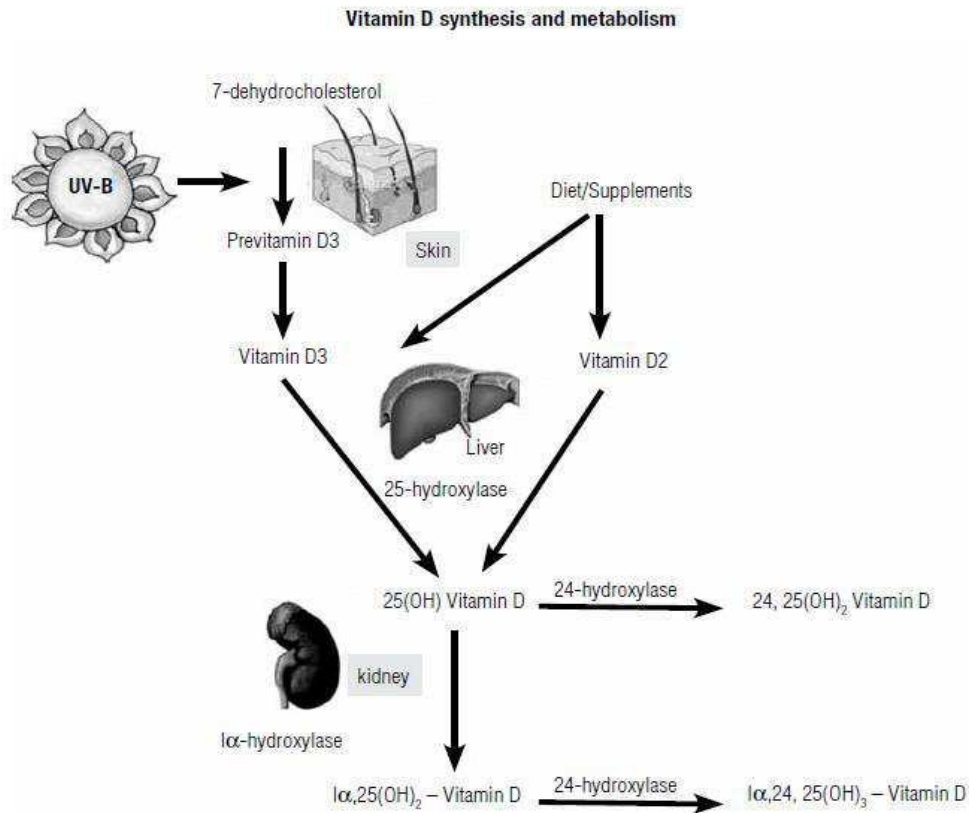 Vitamin D synthesis and metabolism
7-dehydrocholesterol
UV-B
Diet/Supplements
Previtamin D3
Skin
Vitamin D3
Vitamin D2
Liver
25-hydroxylase
25(OH) Vitamin D
24-hydroxylase
24, 25(OH)₂ Vitamin D
kidney
Iα-hydroxylase
Iα,25(OH)₂ – Vitamin D
24-hydroxylase
Iα,24, 25(OH)₃ – Vitamin D